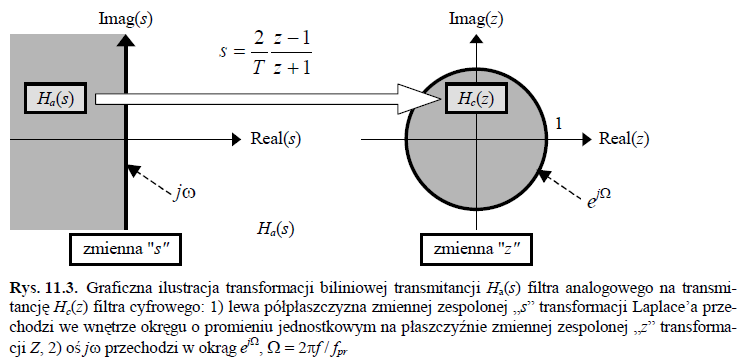 Imag(s)
Imag(z)
s = 2/T z−1/z+1
Hₐ(s)
H꜀(z)
1
Real(s)
Real(z)
jω
e^{jΩ}
Hₐ(s)
zmienna "s"
zmienna "z"
Rys. 11.3. Graficzna ilustracja transformacji biliniowej transmitancji Hₐ(s) filtra analogowego na transmi-
tancję H꜀(z) filtra cyfrowego: 1) lewa półpłaszczyzna zmiennej zespolonej „s” transformacji Laplace’a prze-
chodzi we wnętrze okręgu o promieniu jednostkowym na płaszczyźnie zmiennej zespolonej „z” transforma-
cji Z, 2) oś jω przechodzi w okrąg e^{jΩ}, Ω = 2πf / f_{pr}